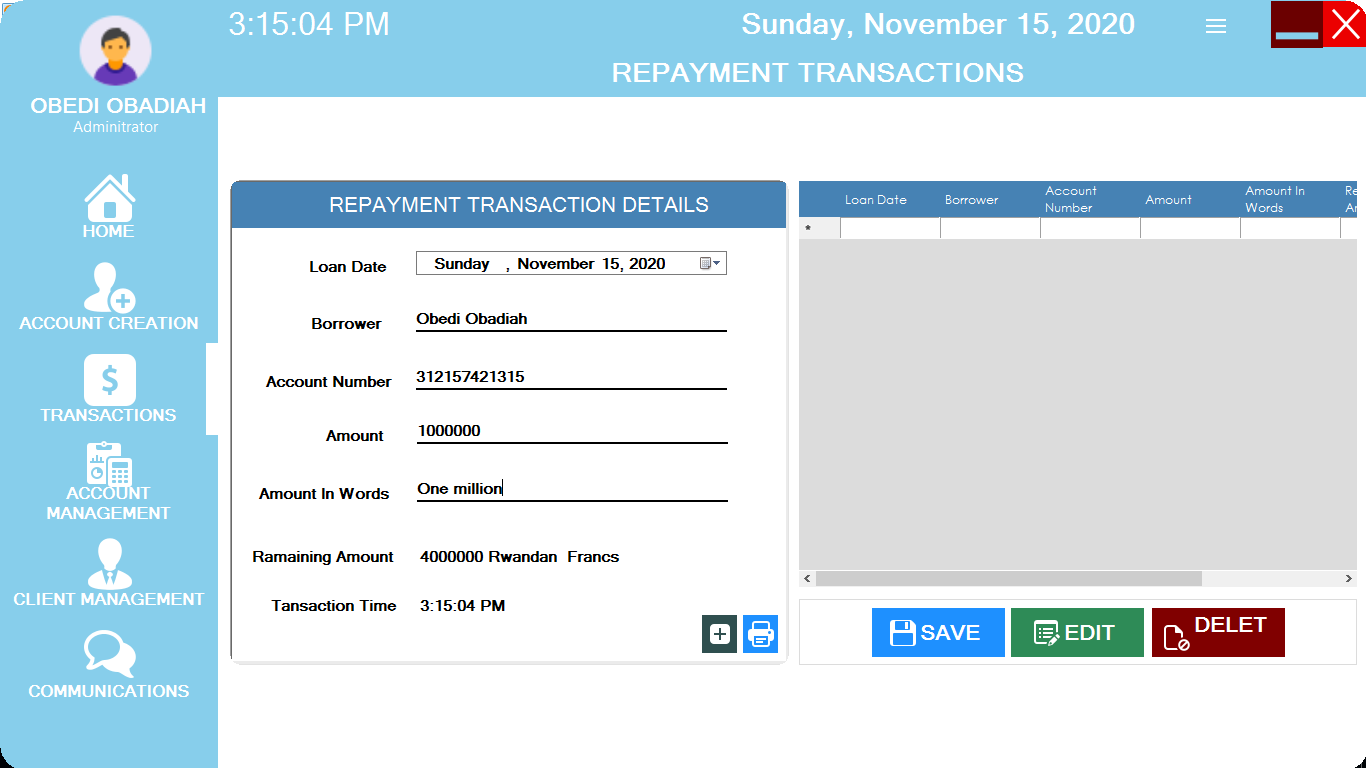 3:15:04 PM
Sunday, November 15, 2020
REPAYMENT TRANSACTIONS
OBEDI OBADIAH
Adminitrator
HOME
ACCOUNT CREATION
TRANSACTIONS
ACCOUNT
MANAGEMENT
CLIENT MANAGEMENT
COMMUNICATIONS
REPAYMENT TRANSACTION DETAILS
Loan Date Sunday , November 15, 2020
Borrower Obedi Obadiah
Account Number 312157421315
Amount 1000000
Amount In Words One million
Ramaining Amount 4000000 Rwandan Francs
Tansaction Time 3:15:04 PM
Loan Date Borrower Account Number Amount Amount In Words
SAVE EDIT DELET